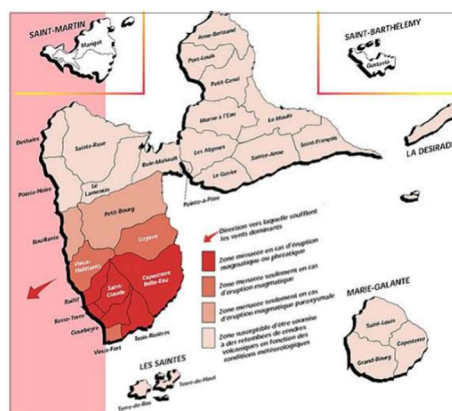 SAINT-MARTIN
Marigot
SAINT-BARTHÉLEMY
Gustavia
Anse-Bertrand
Port-Louis
Petit-Canal
Morne a l'Eau
Le Moule
Les Abymes
Sainte-Anne
Saint-François
Le Gosier
Pointe-à-Pitre
LA DESIRADE
Deshaies
Sainte-Rose
Baie-Mahault
Le
Lamentin
Pointe-Noire
Petit-Bourg
Bouillante
Goyave
Vieux-
Habitants
Capesterre
Belle-Eau
Saint-
Claude
Baillif
Basse-Terre
Gourbeyre
Vieux-Fort
Trois-Rivières
Direction vers laquelle soufflent
les vents dominants
Zone menacée en cas d'éruption
magmatique ou phréatique
Zone menacée seulement en cas
d'éruption magmatique
Zone menacée seulement en cas
d'éruption magmatique paroxysmale
Zone susceptible d'être soumise
à des retombées de cendres
volcaniques en fonction des
conditions météorologiques
MARIE-GALANTE
Saint-Louis
Capesterre
Grand-Bourg
LES SAINTES
Terre-de-Haut
Terre-de-Bas